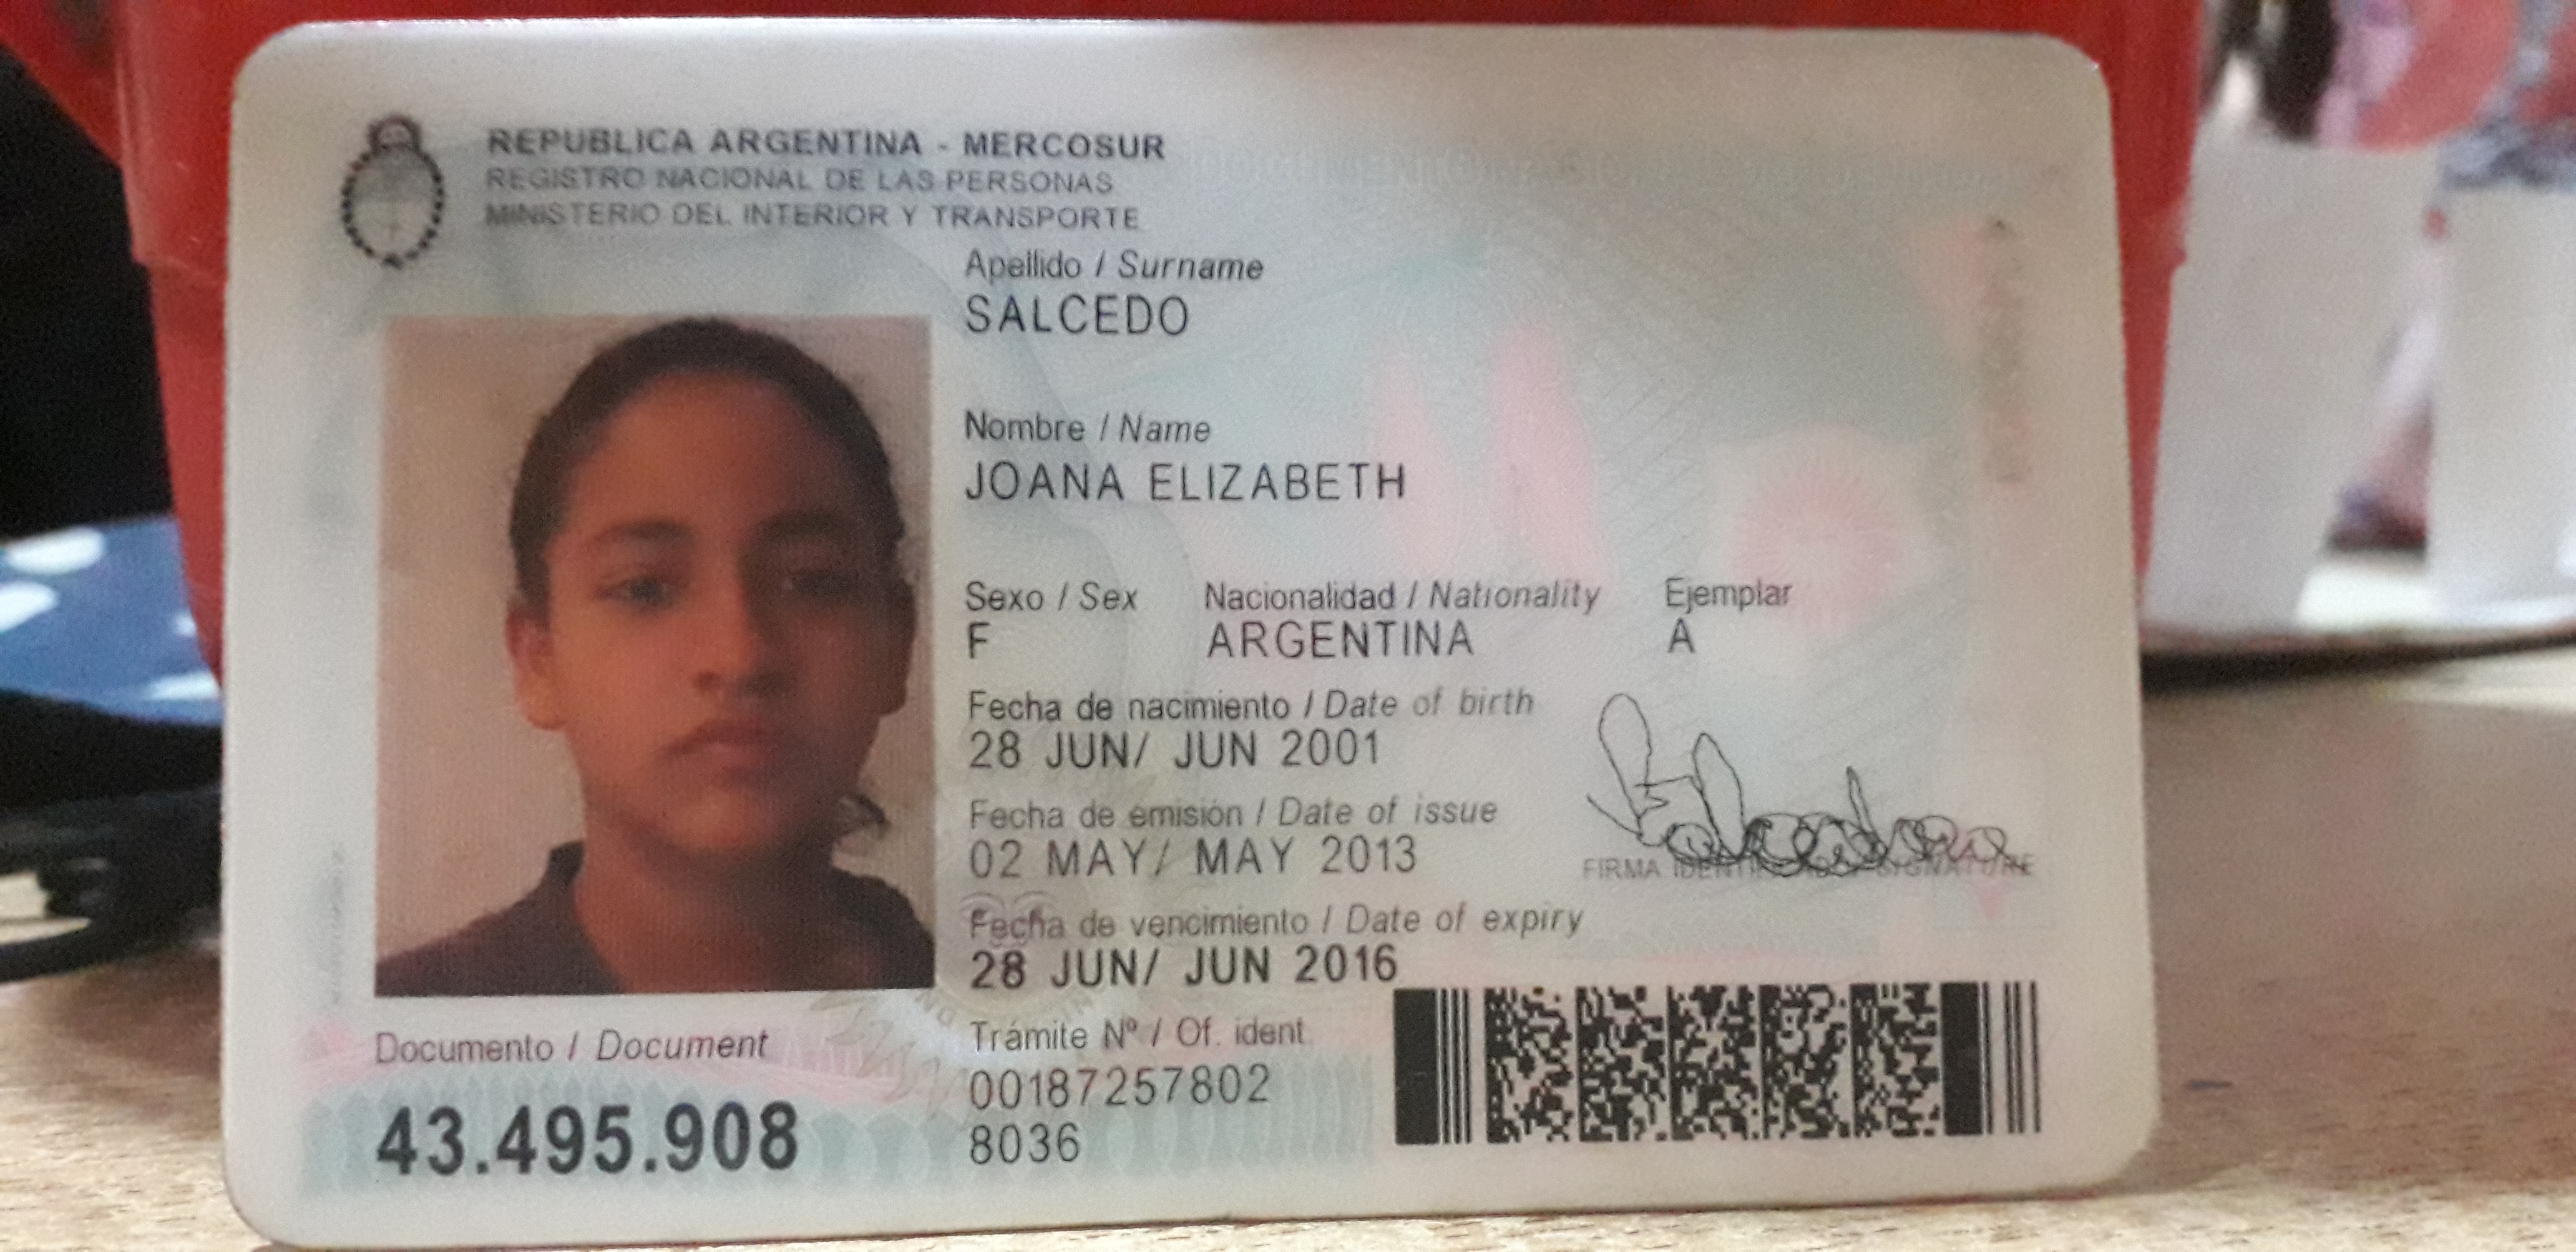 REPUBLICA ARGENTINA - MERCOSUR
REGISTRO NACIONAL DE LAS PERSONAS
MINISTERIO DEL INTERIOR Y TRANSPORTE
Apellido / Surname
SALCEDO
Nombre / Name
JOANA ELIZABETH
Sexo / Sex Nacionalidad / Nationality Ejemplar
F ARGENTINA A
Fecha de nacimiento / Date of birth
28 JUN/ JUN 2001
Fecha de emisión / Date of issue
02 MAY/ MAY 2013
FIRMA SIGNATURE
Fecha de vencimiento / Date of expiry
28 JUN/ JUN 2016
Documento / Document
43.495.908
Trámite Nº / Of. ident
00187257802
8036